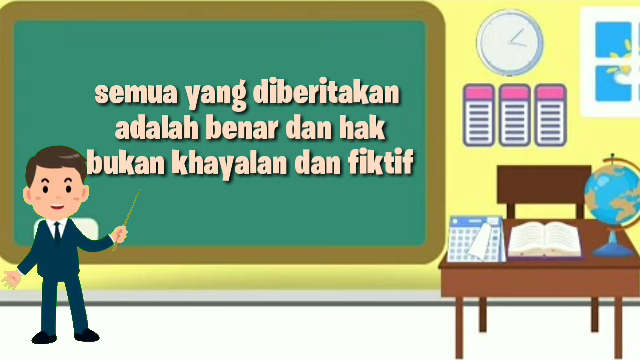 semua yang diberitakan
adalah benar dan hak
bukan khayalan dan fiktif